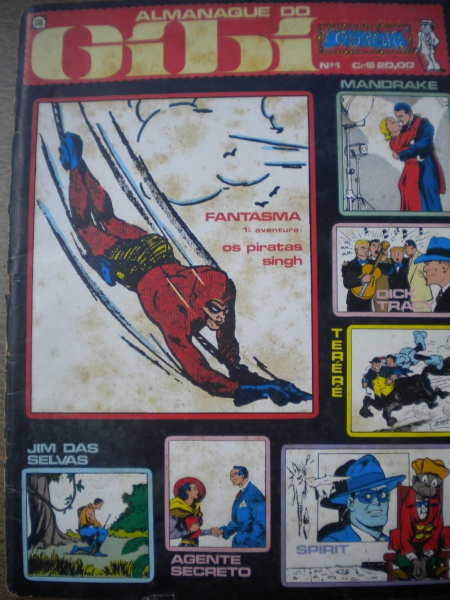 ALMANAQUE DO
GIBI
Nº1 Cr$ 20,00
MANDRAKE
FANTASMA
1ª aventura
os piratas
singh
DICK
TRA
TERÉRÉ
JIM DAS
SELVAS
AGENTE
SECRETO
SPIRIT